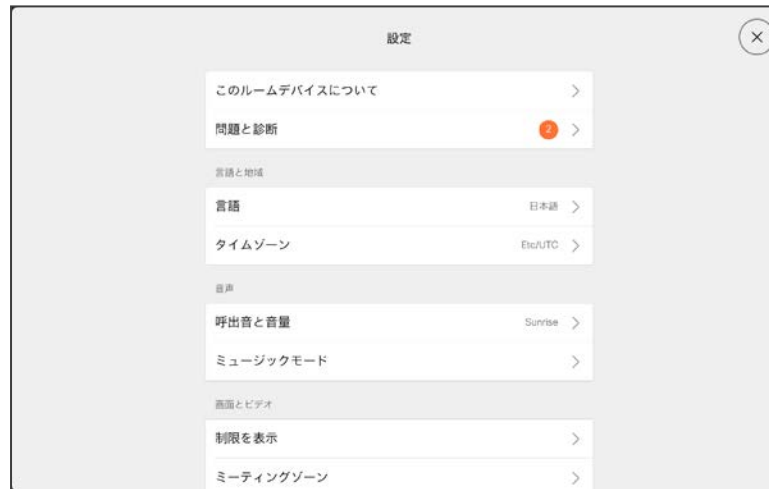 設定
このルームデバイスについて
問題と診断 2
言語と地域
言語 日本語
タイムゾーン Etc/UTC
音声
呼出音と音量 Sunrise
ミュージックモード
画面とビデオ
制限を表示
ミーティングゾーン